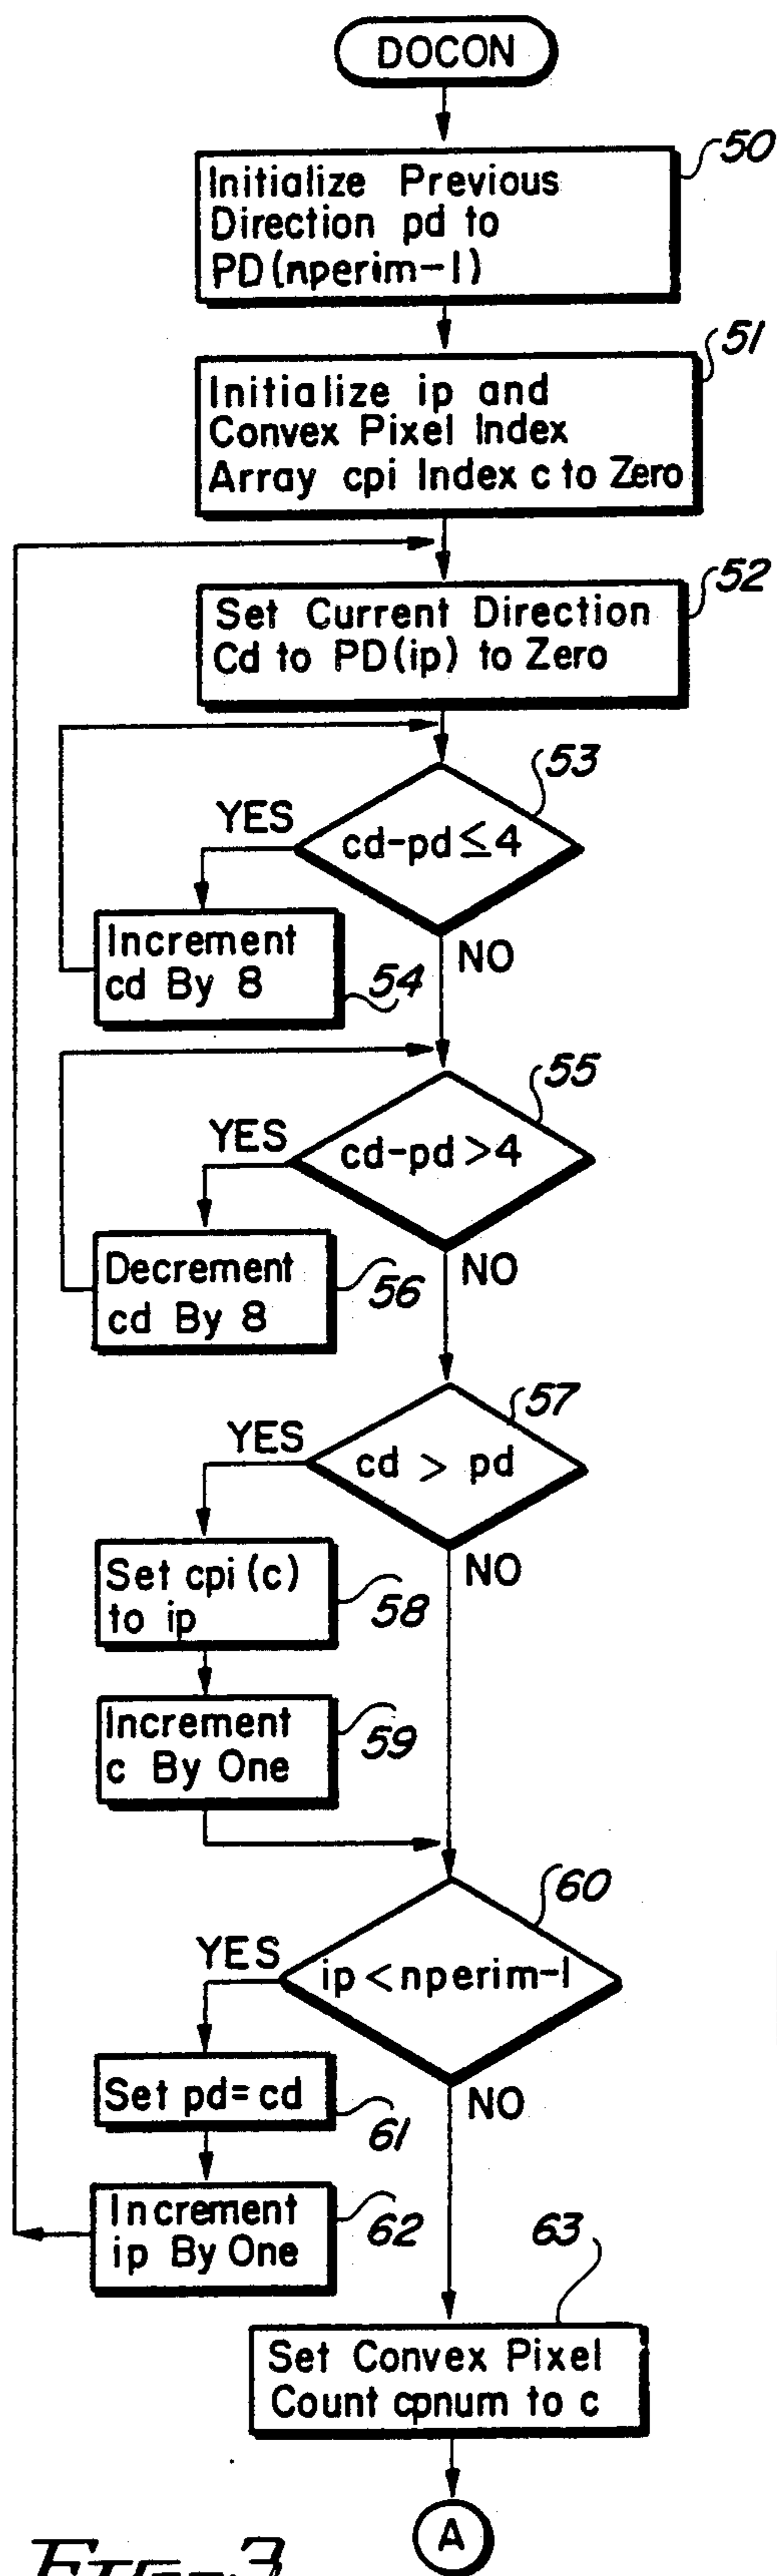 DOCON
50
Initialize Previous
Direction pd to
PD(nperim-1)
51
Initialize ip and
Convex Pixel Index
Array cpi Index c to Zero
52
Set Current Direction
Cd to PD(ip) to Zero
53
YES
cd-pd ≤ 4
Increment
cd By 8
54
NO
55
YES
cd-pd > 4
Decrement
cd By 8
56
NO
57
YES
cd > pd
Set cpi (c)
to ip
58
NO
Increment
c By One
59
60
YES
ip < nperim-1
Set pd = cd
61
NO
Increment
ip By One
62
63
Set Convex Pixel
Count cpnum to c
A